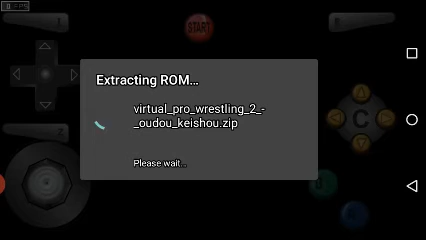 0 FPS
L
START
R
Extracting ROM...
virtual_pro_wrestling_2_-
_oudou_keishou.zip
Please wait...
C
Z
B